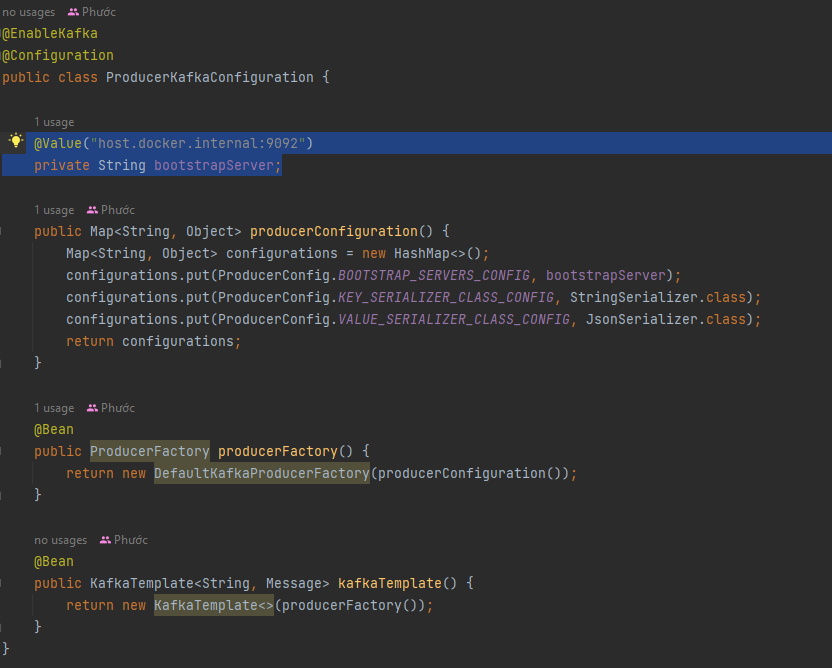 no usages Phước
@EnableKafka
@Configuration
public class ProducerKafkaConfiguration {
1 usage
@Value("host.docker.internal:9092")
private String bootstrapServer;
1 usage Phước
public Map<String, Object> producerConfiguration() {
Map<String, Object> configurations = new HashMap<>();
configurations.put(ProducerConfig.BOOTSTRAP_SERVERS_CONFIG, bootstrapServer);
configurations.put(ProducerConfig.KEY_SERIALIZER_CLASS_CONFIG, StringSerializer.class);
configurations.put(ProducerConfig.VALUE_SERIALIZER_CLASS_CONFIG, JsonSerializer.class);
return configurations;
}
1 usage Phước
@Bean
public ProducerFactory producerFactory() {
return new DefaultKafkaProducerFactory(producerConfiguration());
}
no usages Phước
@Bean
public KafkaTemplate<String, Message> kafkaTemplate() {
return new KafkaTemplate<>(producerFactory());
}
}